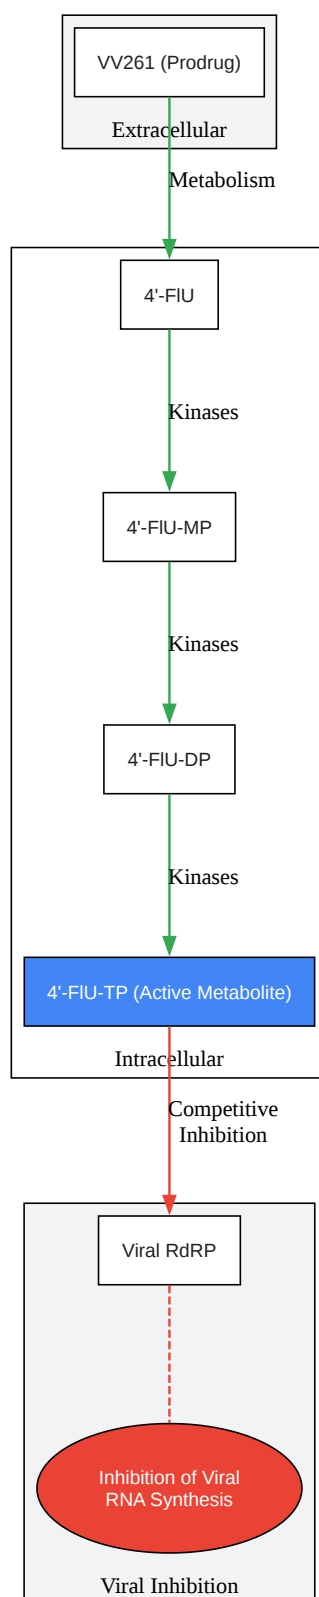 VV261 (Prodrug)
Extracellular
Metabolism
4'-FlU
Kinases
4'-FlU-MP
Kinases
4'-FlU-DP
Kinases
4'-FlU-TP (Active Metabolite)
Intracellular
Competitive
Inhibition
Viral RdRP
Inhibition of Viral
RNA Synthesis
Viral Inhibition